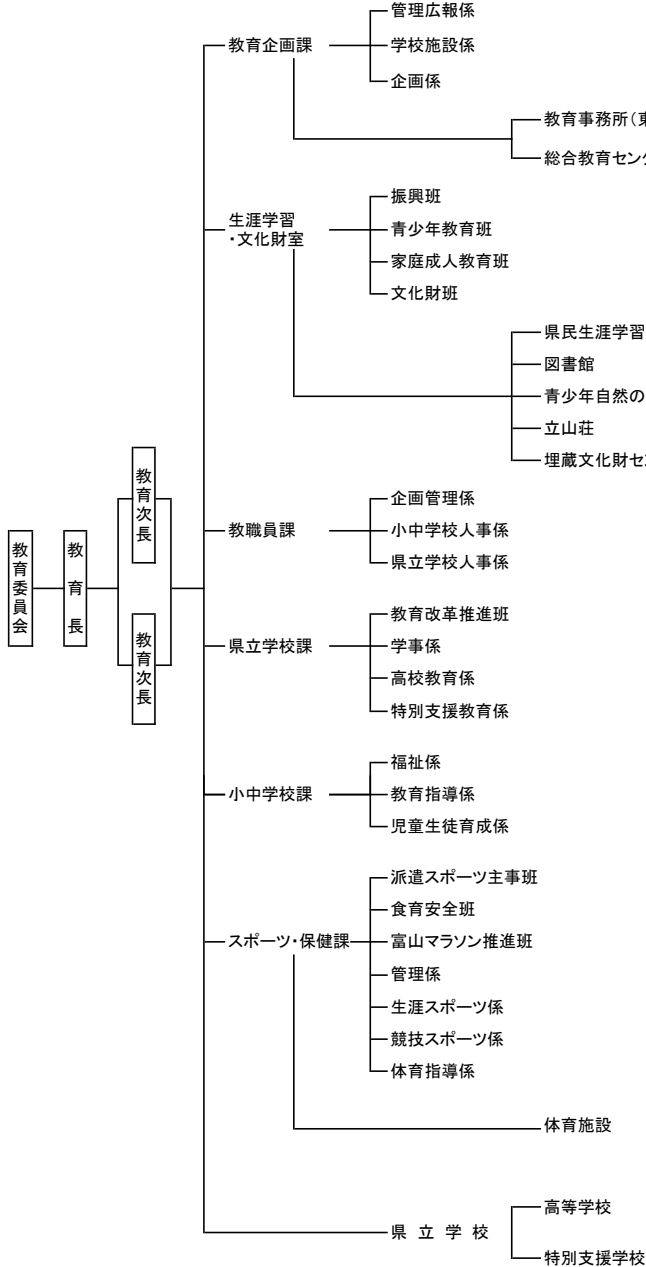 管理広報係
教育企画課
学校施設係
企画係
教育事務所（東
総合教育セン
振興班
生涯学習
・文化財室
青少年教育班
家庭成人教育班
文化財班
県民生涯学習
図書館
青少年自然の
立山荘
埋蔵文化財セ
教育次長
企画管理係
教職員課
小中学校人事係
県立学校人事係
教育委員会
教育長
教育次長
教育改革推進班
県立学校課
学事係
高校教育係
特別支援教育係
福祉係
小中学校課
教育指導係
児童生徒育成係
派遣スポーツ主事班
食育安全班
スポーツ・保健課
富山マラソン推進班
管理係
生涯スポーツ係
競技スポーツ係
体育指導係
体育施設
県立学校
高等学校
特別支援学校